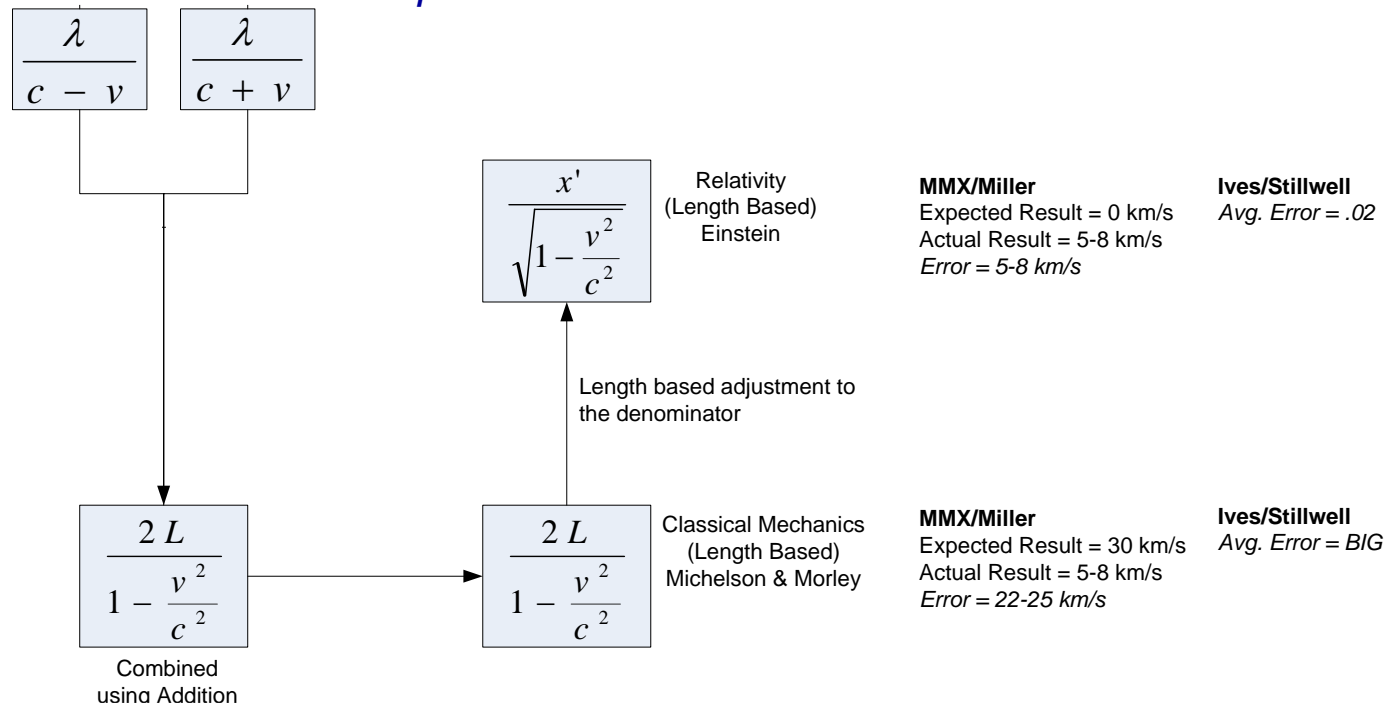 λ
c − v
λ
c + v
x'
√1 − v²/c²
Relativity
(Length Based)
Einstein
MMX/Miller
Expected Result = 0 km/s
Actual Result = 5-8 km/s
Error = 5-8 km/s
Ives/Stillwell
Avg. Error = .02
Length based adjustment to
the denominator
2 L
1 − v²/c²
Combined
using Addition
2 L
1 − v²/c²
Classical Mechanics
(Length Based)
Michelson & Morley
MMX/Miller
Expected Result = 30 km/s
Actual Result = 5-8 km/s
Error = 22-25 km/s
Ives/Stillwell
Avg. Error = BIG